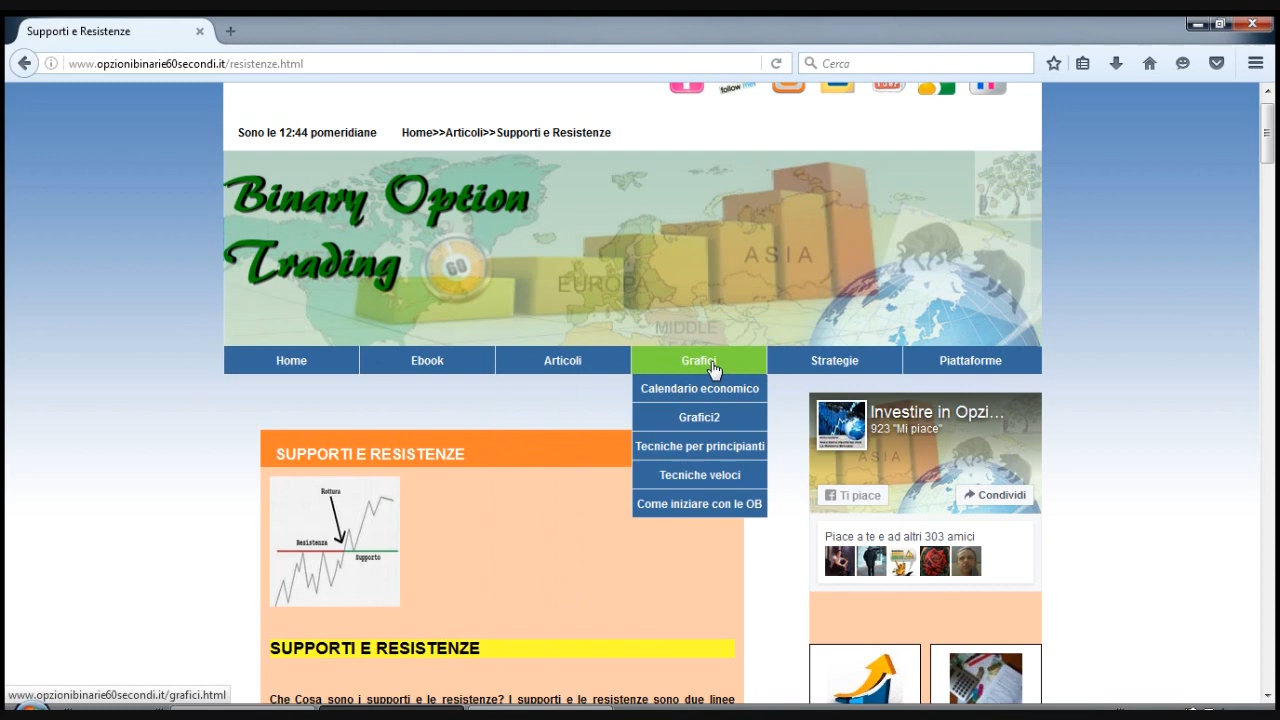 Supporti e Resistenze
www.opzionibinarie60secondi.it/resistenze.html
Cerca
follow me!
Sono le 12:44 pomeridiane
Home>>Articoli>>Supporti e Resistenze
Binary Option
Trading
60
EUROPA
ASIA
MIDDLE
Home
Ebook
Articoli
Grafici
Strategie
Piattaforme
Calendario economico
Grafici2
Tecniche per principianti
Tecniche veloci
Come iniziare con le OB
Investire in Opzi...
923 "Mi piace"
Ti piace
Condividi
Piace a te e ad altri 303 amici
SUPPORTI E RESISTENZE
Rottura
Resistenza
Supporto
SUPPORTI E RESISTENZE
Che Cosa sono i supporti e le resistenze? I supporti e le resistenze sono due linee
www.opzionibinarie60secondi.it/grafici.html